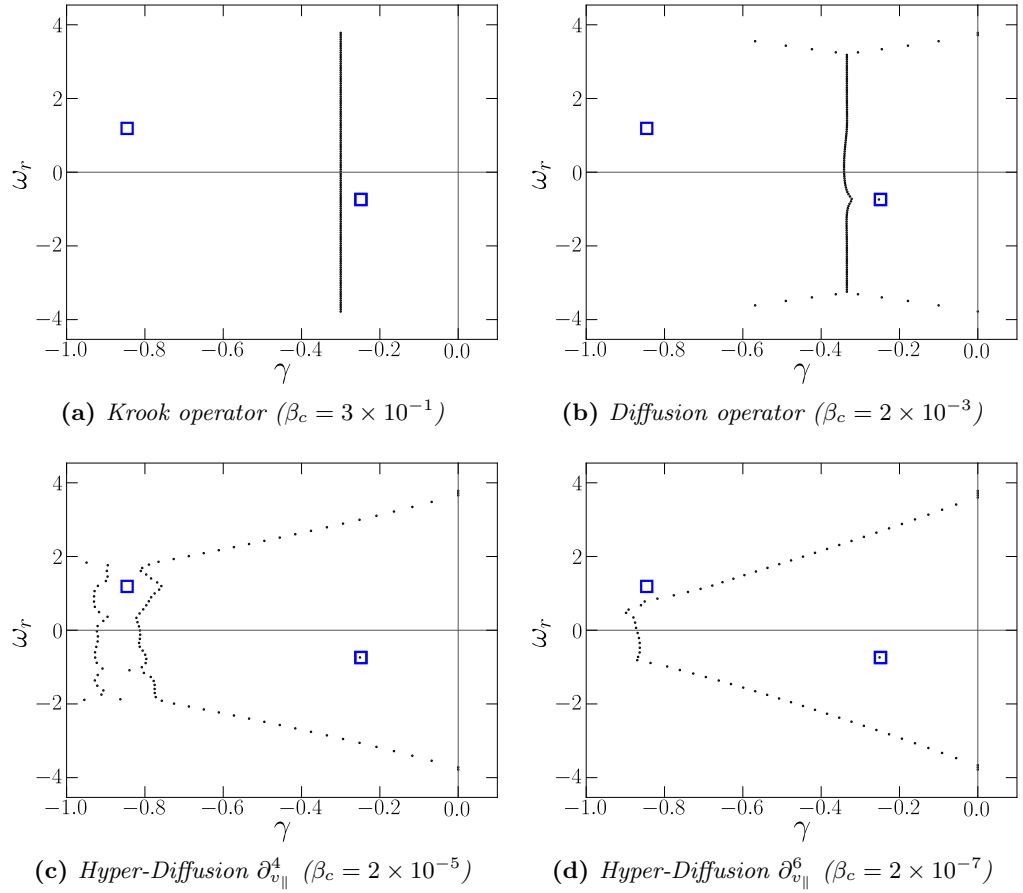 4
2
0
−2
−4
ω_r
−1.0 −0.8 −0.6 −0.4 −0.2 0.0
γ
(a) Krook operator (β_c = 3 × 10^{−1})
4
2
0
−2
−4
ω_r
−1.0 −0.8 −0.6 −0.4 −0.2 0.0
γ
(b) Diffusion operator (β_c = 2 × 10^{−3})
4
2
0
−2
−4
ω_r
−1.0 −0.8 −0.6 −0.4 −0.2 0.0
γ
(c) Hyper-Diffusion ∂^4_{v_∥} (β_c = 2 × 10^{−5})
4
2
0
−2
−4
ω_r
−1.0 −0.8 −0.6 −0.4 −0.2 0.0
γ
(d) Hyper-Diffusion ∂^6_{v_∥} (β_c = 2 × 10^{−7})